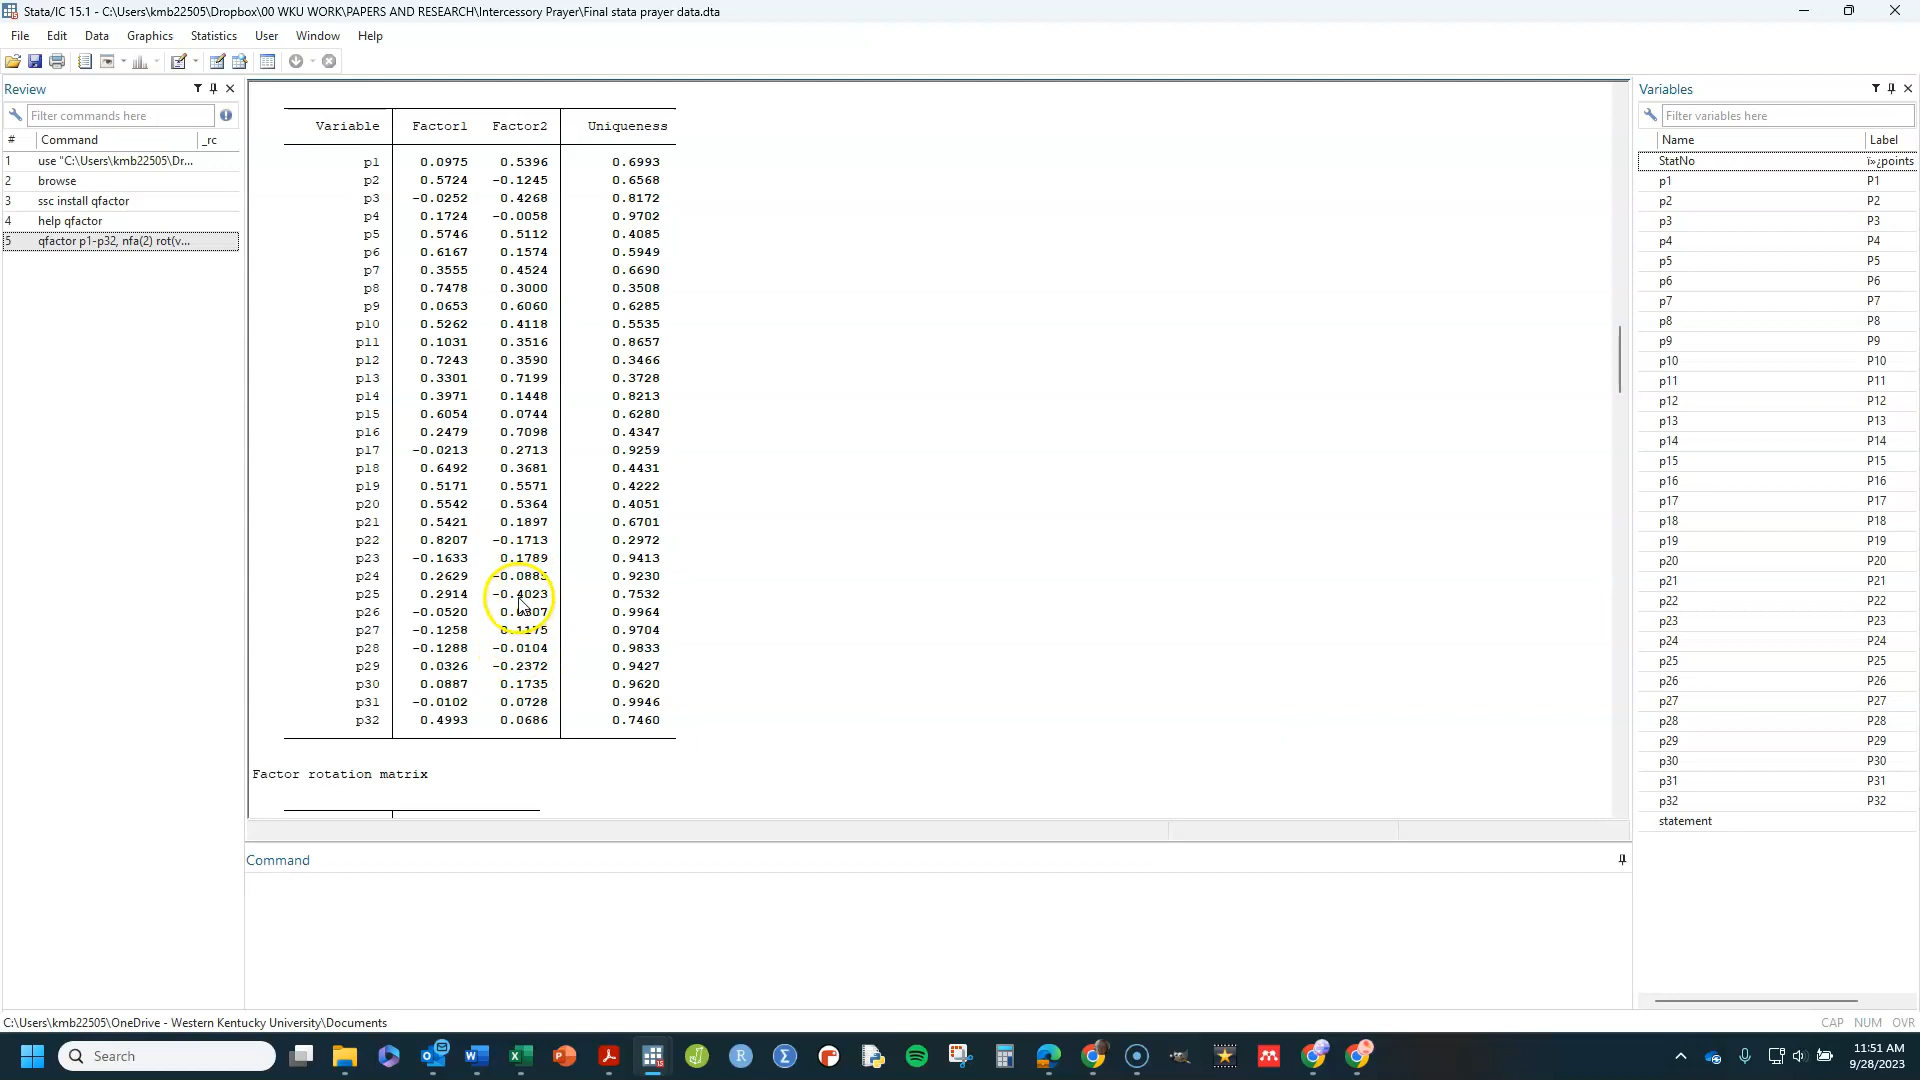 Stata/IC 15.1 - C:\Users\kmb22505\Dropbox\00 WKU WORK\PAPERS AND RESEARCH\Intercessory Prayer\Final stata prayer data.dta
File Edit Data Graphics Statistics User Window Help
Review
Filter commands here
# Command _rc
1 use "C:\Users\kmb22505\Dr...
2 browse
3 ssc install qfactor
4 help qfactor
5 qfactor p1-p32, nfa(2) rot(v...
Variable Factor1 Factor2 Uniqueness
p1 0.0975 0.5396 0.6993
p2 0.5724 -0.1245 0.6568
p3 -0.0252 0.4268 0.8172
p4 0.1724 -0.0058 0.9702
p5 0.5746 0.5112 0.4085
p6 0.6167 0.1574 0.5949
p7 0.3555 0.4524 0.6690
p8 0.7478 0.3000 0.3508
p9 0.0653 0.6060 0.6285
p10 0.5262 0.4118 0.5535
p11 0.1031 0.3516 0.8657
p12 0.7243 0.3590 0.3466
p13 0.3301 0.7199 0.3728
p14 0.3971 0.1448 0.8213
p15 0.6054 0.0744 0.6280
p16 0.2479 0.7098 0.4347
p17 -0.0213 0.2713 0.9259
p18 0.6492 0.3681 0.4431
p19 0.5171 0.5571 0.4222
p20 0.5542 0.5364 0.4051
p21 0.5421 0.1897 0.6701
p22 0.8207 -0.1713 0.2972
p23 -0.1633 0.1789 0.9413
p24 0.2629 -0.0885 0.9230
p25 0.2914 -0.4023 0.7532
p26 -0.0520 0.0307 0.9964
p27 -0.1258 0.1175 0.9704
p28 -0.1288 -0.0104 0.9833
p29 0.0326 -0.2372 0.9427
p30 0.0887 0.1735 0.9620
p31 -0.0102 0.0728 0.9946
p32 0.4993 0.0686 0.7460
Factor rotation matrix
Command
Variables
Filter variables here
Name Label
StatNo ï»¿points
p1 P1
p2 P2
p3 P3
p4 P4
p5 P5
p6 P6
p7 P7
p8 P8
p9 P9
p10 P10
p11 P11
p12 P12
p13 P13
p14 P14
p15 P15
p16 P16
p17 P17
p18 P18
p19 P19
p20 P20
p21 P21
p22 P22
p23 P23
p24 P24
p25 P25
p26 P26
p27 P27
p28 P28
p29 P29
p30 P30
p31 P31
p32 P32
statement
C:\Users\kmb22505\OneDrive - Western Kentucky University\Documents
CAP NUM OVR
Search
11:51 AM
9/28/2023